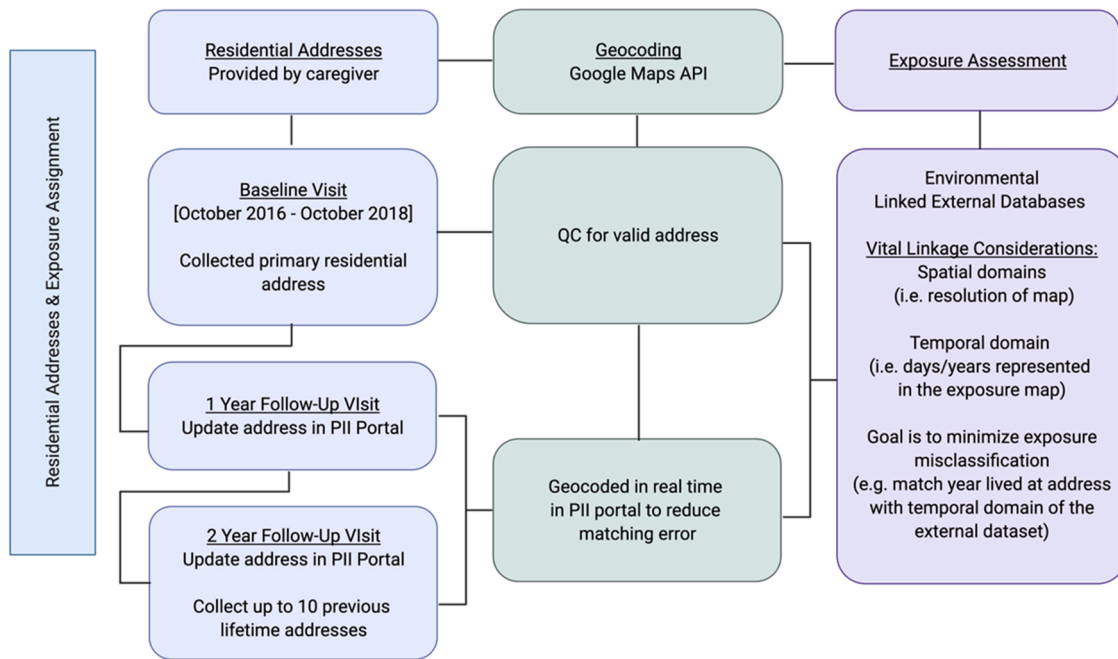 Residential Addresses & Exposure Assignment
Residential Addresses
Provided by caregiver
Geocoding
Google Maps API
Exposure Assessment
Baseline Visit
[October 2016 - October 2018]
Collected primary residential
address
QC for valid address
Environmental
Linked External Databases
Vital Linkage Considerations:
Spatial domains
(i.e. resolution of map)
Temporal domain
(i.e. days/years represented
in the exposure map)
Goal is to minimize exposure
misclassification
(e.g. match year lived at address
with temporal domain of the
external dataset)
1 Year Follow-Up VIsit
Update address in PII Portal
Geocoded in real time
in PII portal to reduce
matching error
2 Year Follow-Up VIsit
Update address in PII Portal
Collect up to 10 previous
lifetime addresses